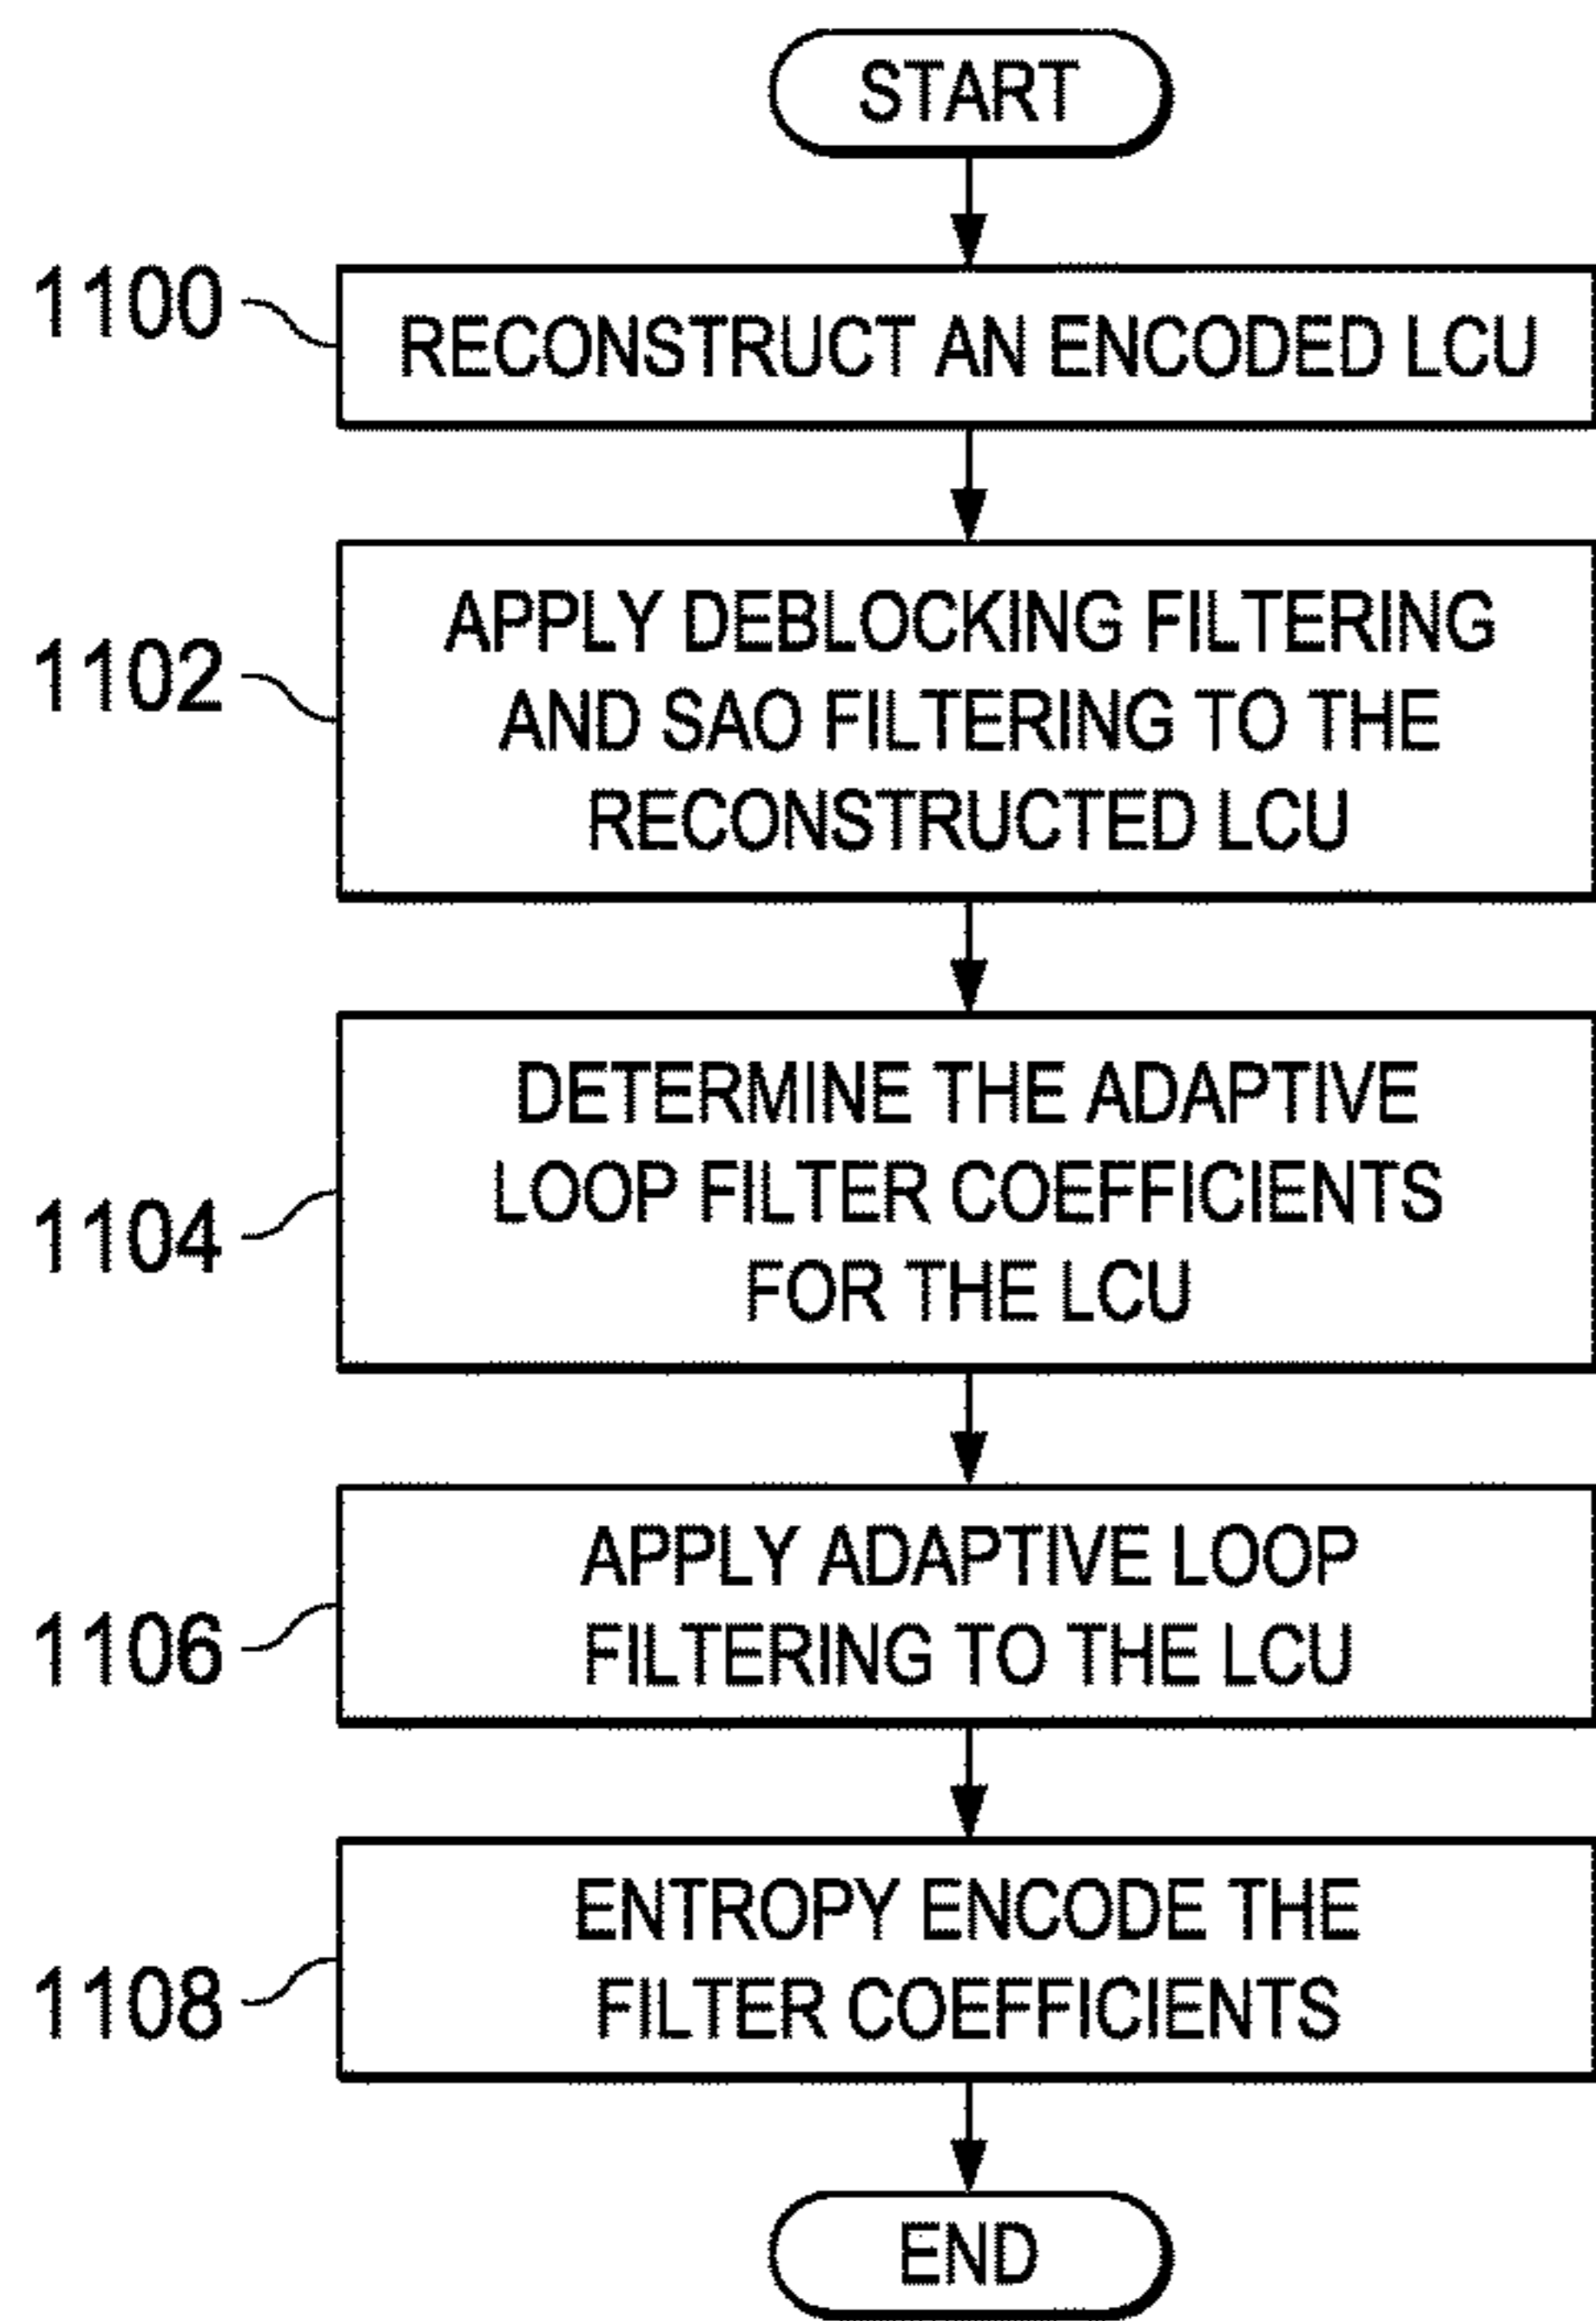 START
1100
RECONSTRUCT AN ENCODED LCU
1102
APPLY DEBLOCKING FILTERING
AND SAO FILTERING TO THE
RECONSTRUCTED LCU
1104
DETERMINE THE ADAPTIVE
LOOP FILTER COEFFICIENTS
FOR THE LCU
1106
APPLY ADAPTIVE LOOP
FILTERING TO THE LCU
1108
ENTROPY ENCODE THE
FILTER COEFFICIENTS
END